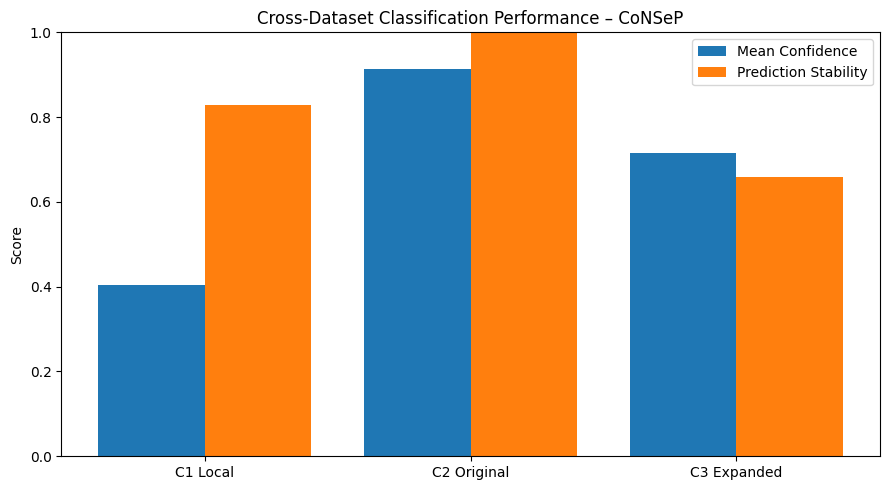 Cross-Dataset Classification Performance – CoNSeP
Mean Confidence
Prediction Stability
1.0
0.8
0.6
0.4
0.2
0.0
Score
C1 Local
C2 Original
C3 Expanded